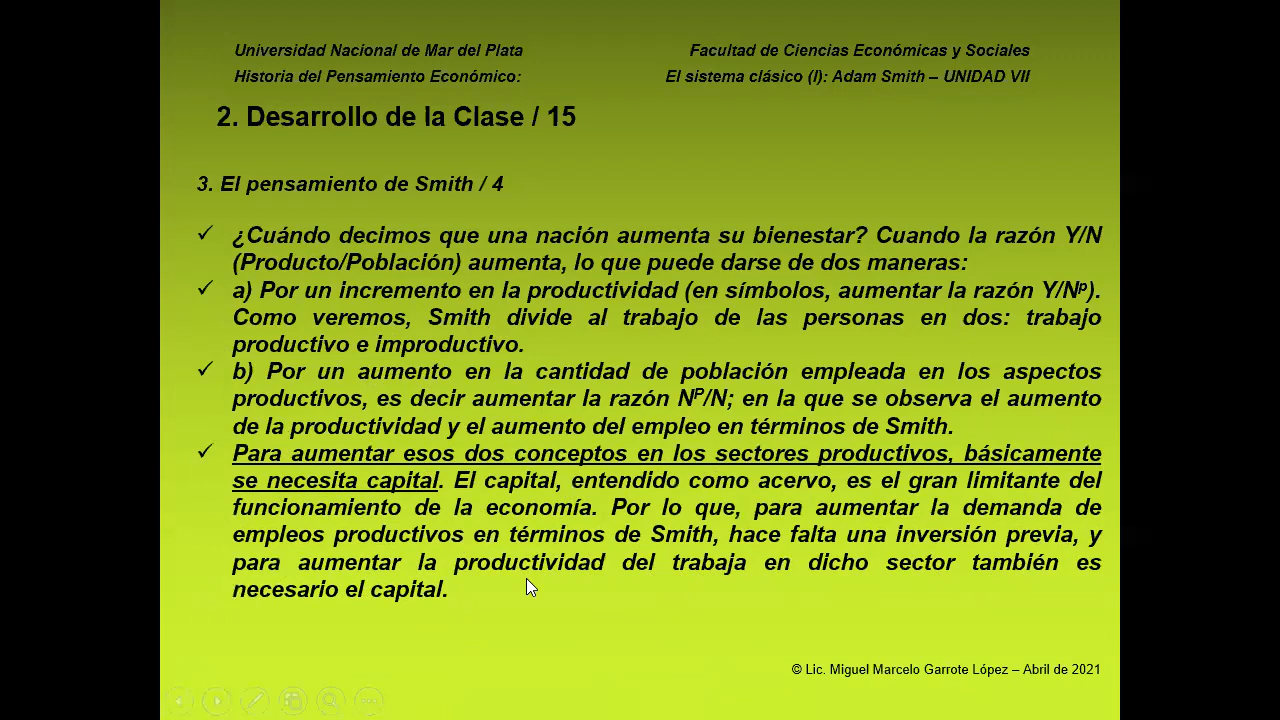 Universidad Nacional de Mar del Plata Facultad de Ciencias Económicas y Sociales
Historia del Pensamiento Económico: El sistema clásico (I): Adam Smith – UNIDAD VII
2. Desarrollo de la Clase / 15
3. El pensamiento de Smith / 4
✓ ¿Cuándo decimos que una nación aumenta su bienestar? Cuando la razón Y/N
(Producto/Población) aumenta, lo que puede darse de dos maneras:
✓ a) Por un incremento en la productividad (en símbolos, aumentar la razón Y/Nᵖ).
Como veremos, Smith divide al trabajo de las personas en dos: trabajo
productivo e improductivo.
✓ b) Por un aumento en la cantidad de población empleada en los aspectos
productivos, es decir aumentar la razón Nᴾ/N; en la que se observa el aumento
de la productividad y el aumento del empleo en términos de Smith.
✓ Para aumentar esos dos conceptos en los sectores productivos, básicamente
se necesita capital. El capital, entendido como acervo, es el gran limitante del
funcionamiento de la economía. Por lo que, para aumentar la demanda de
empleos productivos en términos de Smith, hace falta una inversión previa, y
para aumentar la productividad del trabaja en dicho sector también es
necesario el capital.
© Lic. Miguel Marcelo Garrote López – Abril de 2021